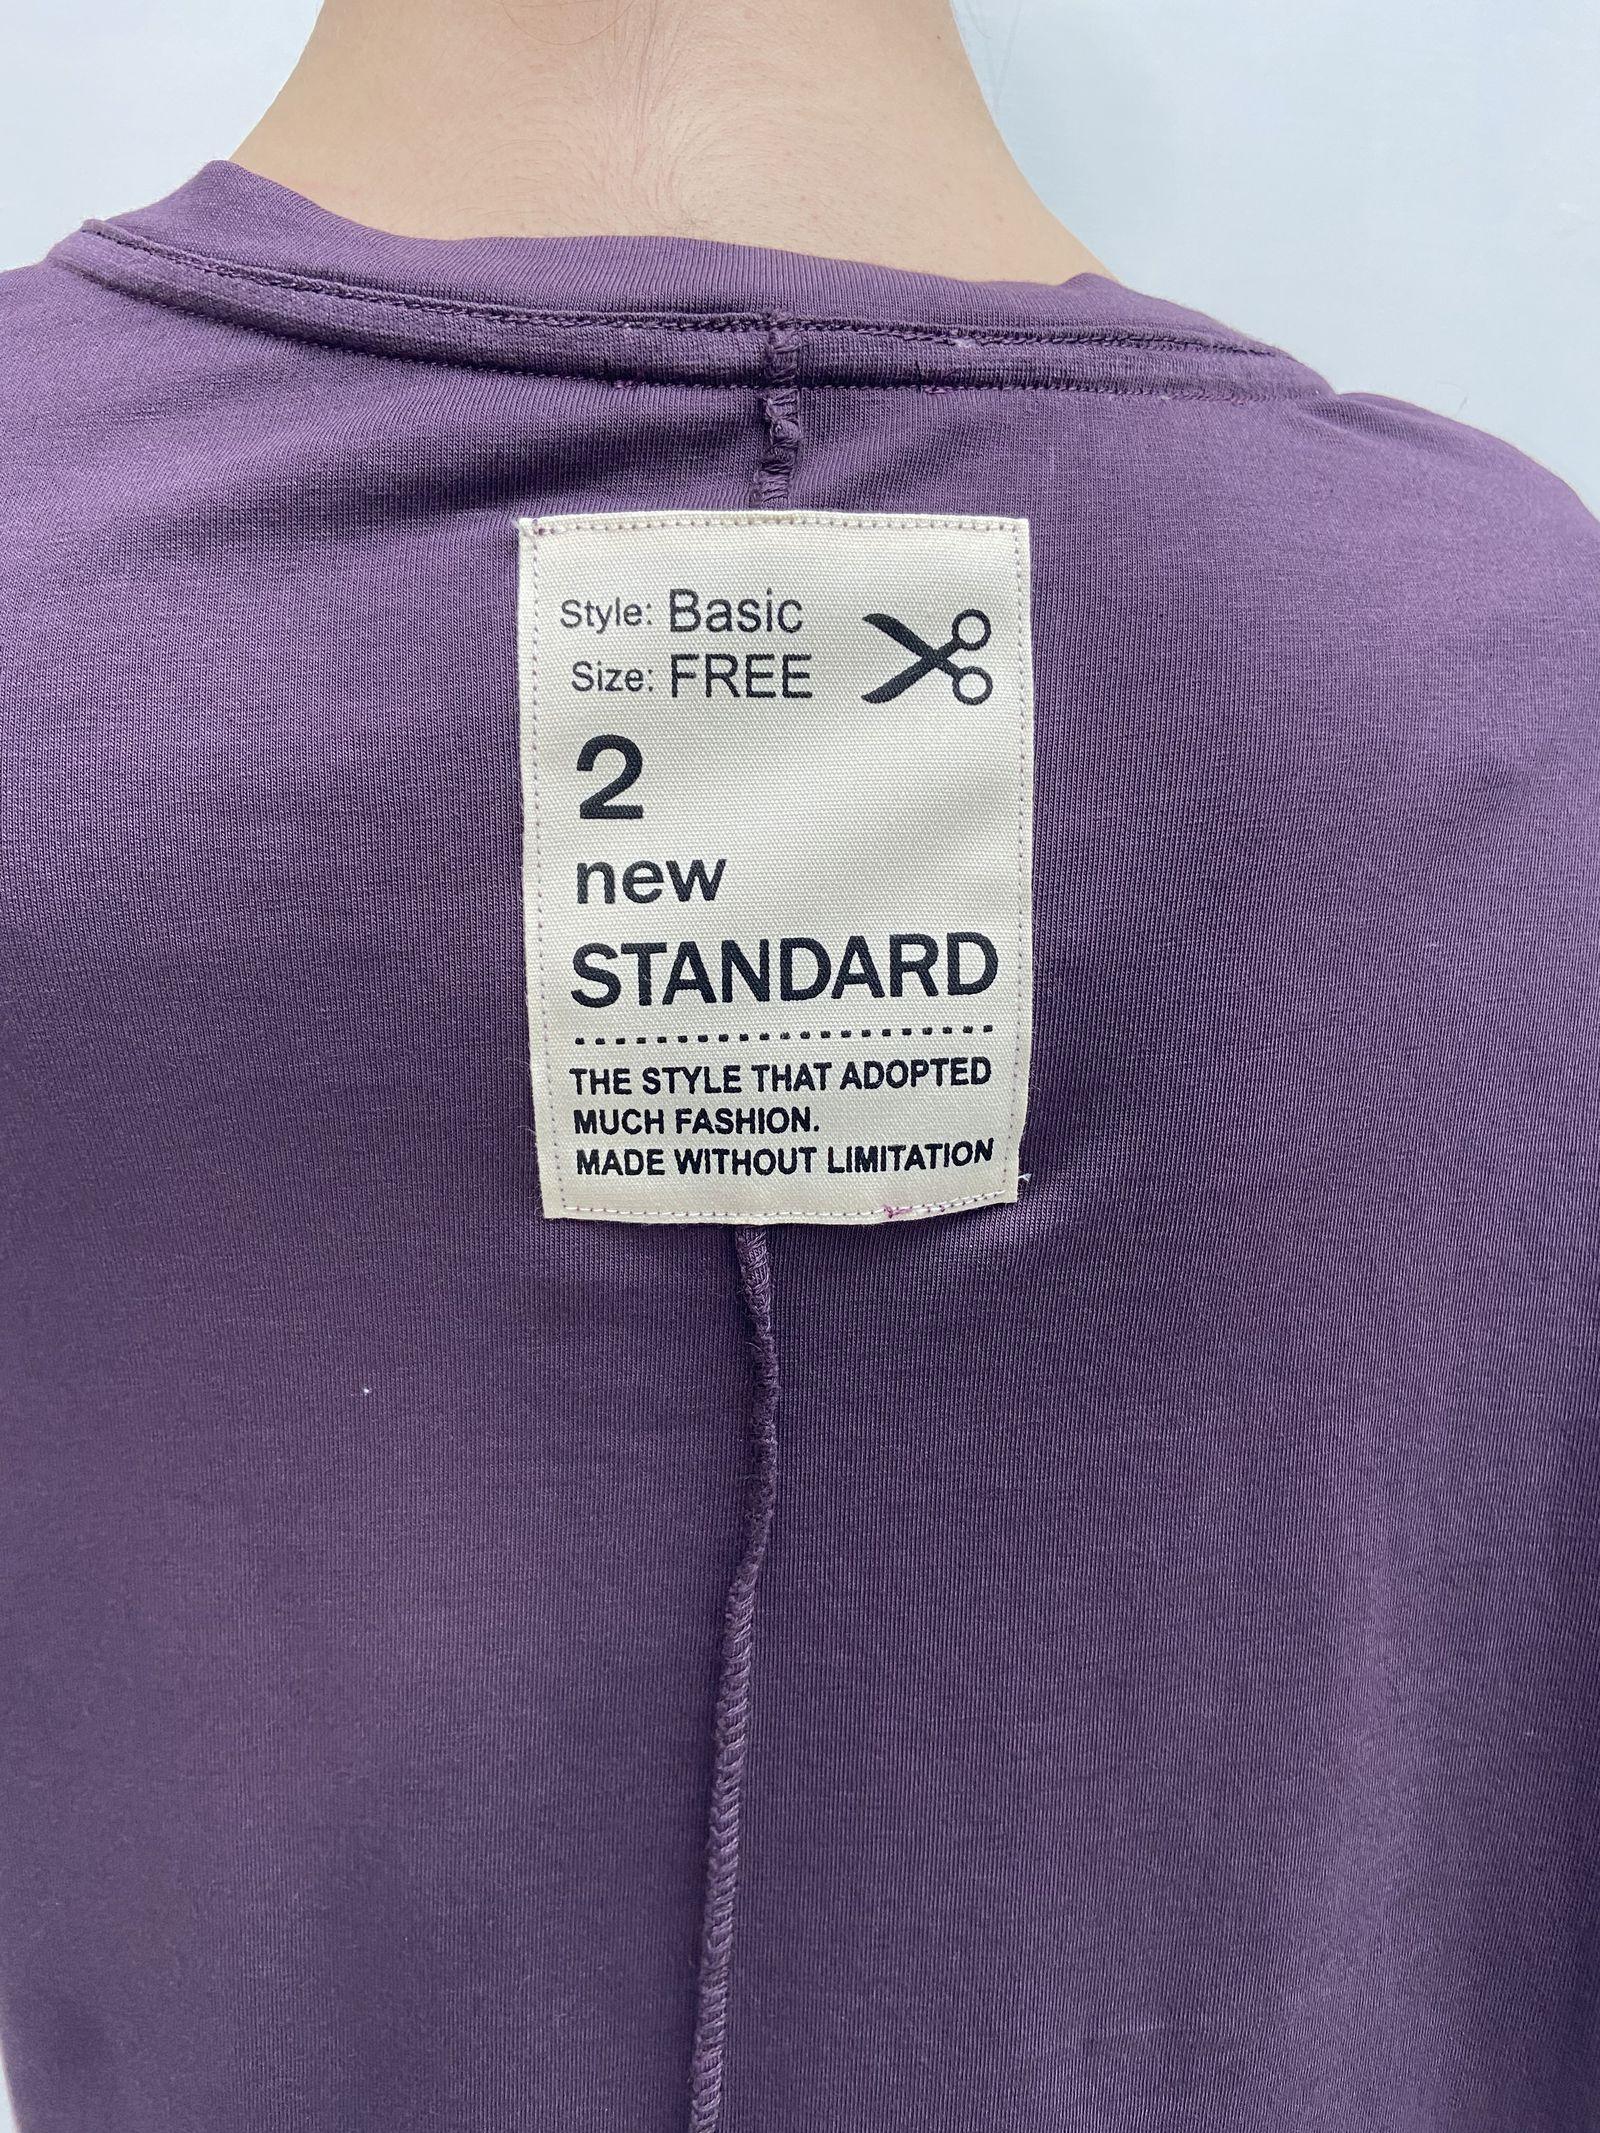 Style: Basic
Size: FREE
2
new
STANDARD
THE STYLE THAT ADOPTED
MUCH FASHION.
MADE WITHOUT LIMITATION